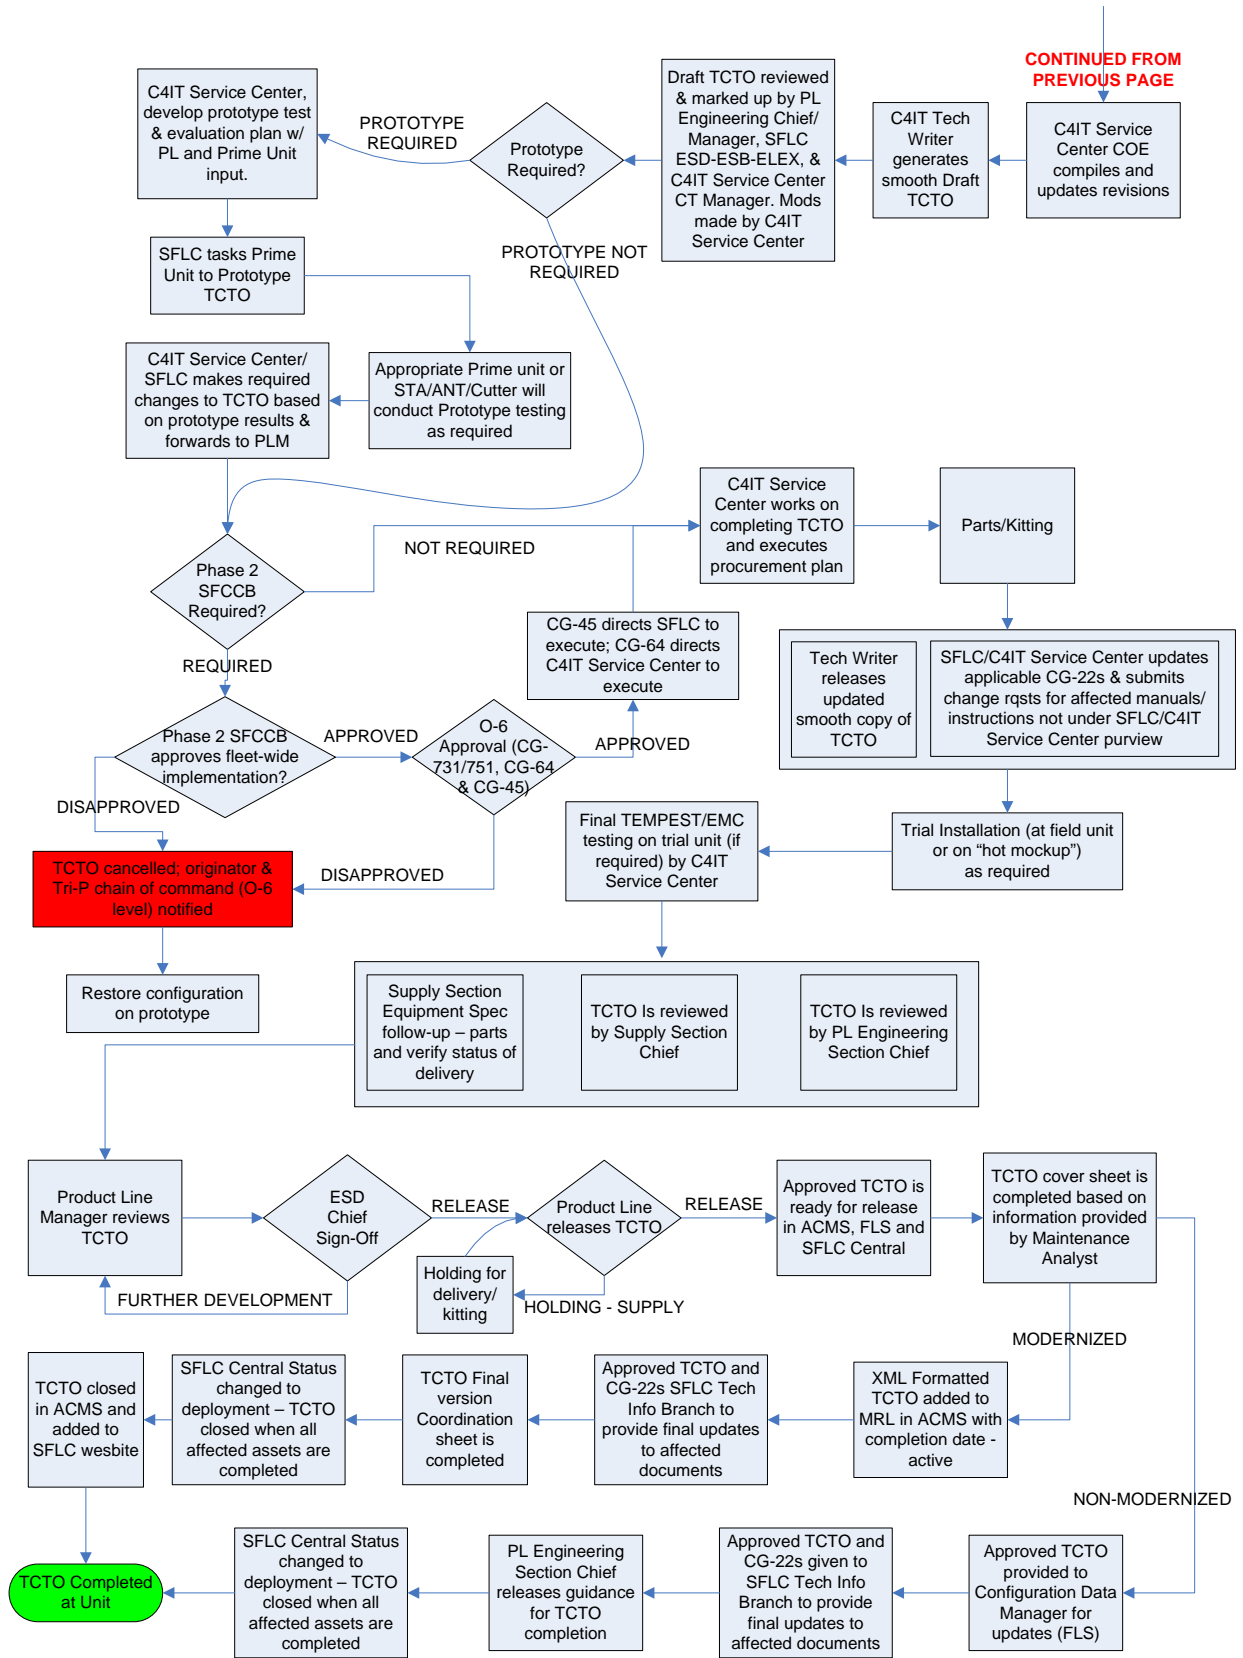 CONTINUED FROM
PREVIOUS PAGE
C4IT Service
Center COE
compiles and
updates revisions
C4IT Tech
Writer
generates
smooth Draft
TCTO
Draft TCTO reviewed
& marked up by PL
Engineering Chief/
Manager, SFLC
ESD-ESB-ELEX, &
C4IT Service Center
CT Manager. Mods
made by C4IT
Service Center
Prototype
Required?
PROTOTYPE
REQUIRED
C4IT Service Center,
develop prototype test
& evaluation plan w/
PL and Prime Unit
input.
PROTOTYPE NOT
REQUIRED
SFLC tasks Prime
Unit to Prototype
TCTO
Appropriate Prime unit or
STA/ANT/Cutter will
conduct Prototype testing
as required
C4IT Service Center/
SFLC makes required
changes to TCTO based
on prototype results &
forwards to PLM
Phase 2
SFCCB
Required?
NOT REQUIRED
C4IT Service
Center works on
completing TCTO
and executes
procurement plan
Parts/Kitting
REQUIRED
Phase 2 SFCCB
approves fleet-wide
implementation?
APPROVED
O-6
Approval (CG-
731/751, CG-64
& CG-45)
APPROVED
CG-45 directs SFLC to
execute; CG-64 directs
C4IT Service Center to
execute
Tech Writer
releases
updated
smooth copy of
TCTO
SFLC/C4IT Service Center updates
applicable CG-22s & submits
change rqsts for affected manuals/
instructions not under SFLC/C4IT
Service Center purview
DISAPPROVED
TCTO cancelled; originator &
Tri-P chain of command (O-6
level) notified
DISAPPROVED
Restore configuration
on prototype
Trial Installation (at field unit
or on “hot mockup”)
as required
Final TEMPEST/EMC
testing on trial unit (if
required) by C4IT
Service Center
Supply Section
Equipment Spec
follow-up – parts
and verify status of
delivery
TCTO Is reviewed
by Supply Section
Chief
TCTO Is reviewed
by PL Engineering
Section Chief
Product Line
Manager reviews
TCTO
ESD
Chief
Sign-Off
RELEASE
FURTHER DEVELOPMENT
Product Line
releases TCTO
RELEASE
Holding for
delivery/
kitting
HOLDING - SUPPLY
Approved TCTO is
ready for release
in ACMS, FLS and
SFLC Central
TCTO cover sheet is
completed based on
information provided
by Maintenance
Analyst
MODERNIZED
XML Formatted
TCTO added to
MRL in ACMS with
completion date -
active
Approved TCTO and
CG-22s SFLC Tech
Info Branch to
provide final updates
to affected
documents
TCTO Final
version
Coordination
sheet is
completed
SFLC Central Status
changed to
deployment – TCTO
closed when all
affected assets are
completed
TCTO closed
in ACMS and
added to
SFLC wesbite
NON-MODERNIZED
Approved TCTO
provided to
Configuration Data
Manager for
updates (FLS)
Approved TCTO and
CG-22s given to
SFLC Tech Info
Branch to provide
final updates to
affected documents
PL Engineering
Section Chief
releases guidance
for TCTO
completion
SFLC Central Status
changed to
deployment – TCTO
closed when all
affected assets are
completed
TCTO Completed
at Unit